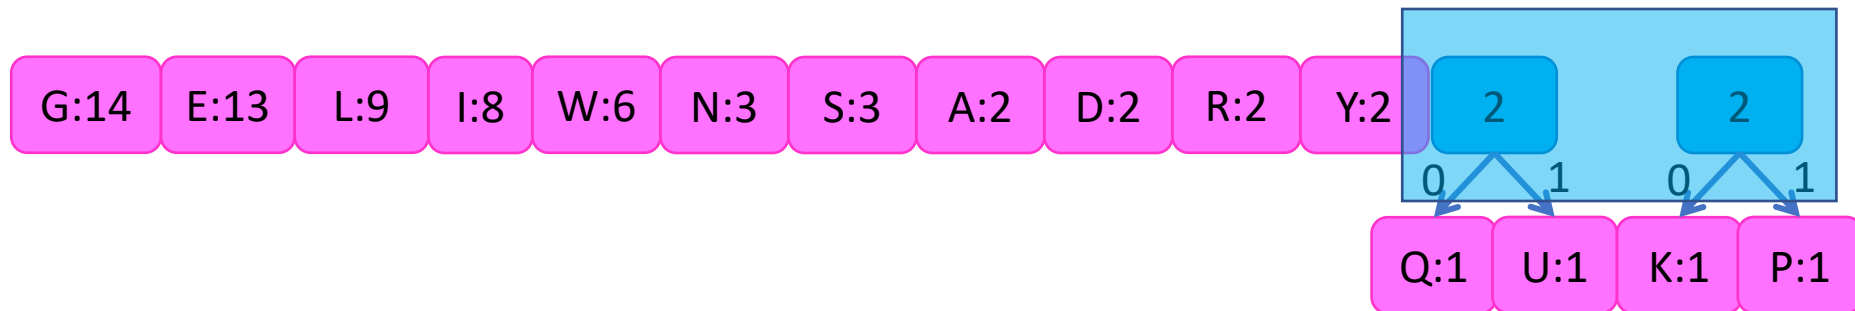 G:14 E:13 L:9 I:8 W:6 N:3 S:3 A:2 D:2 R:2 Y:2 2 2
0 1 0 1
Q:1 U:1 K:1 P:1